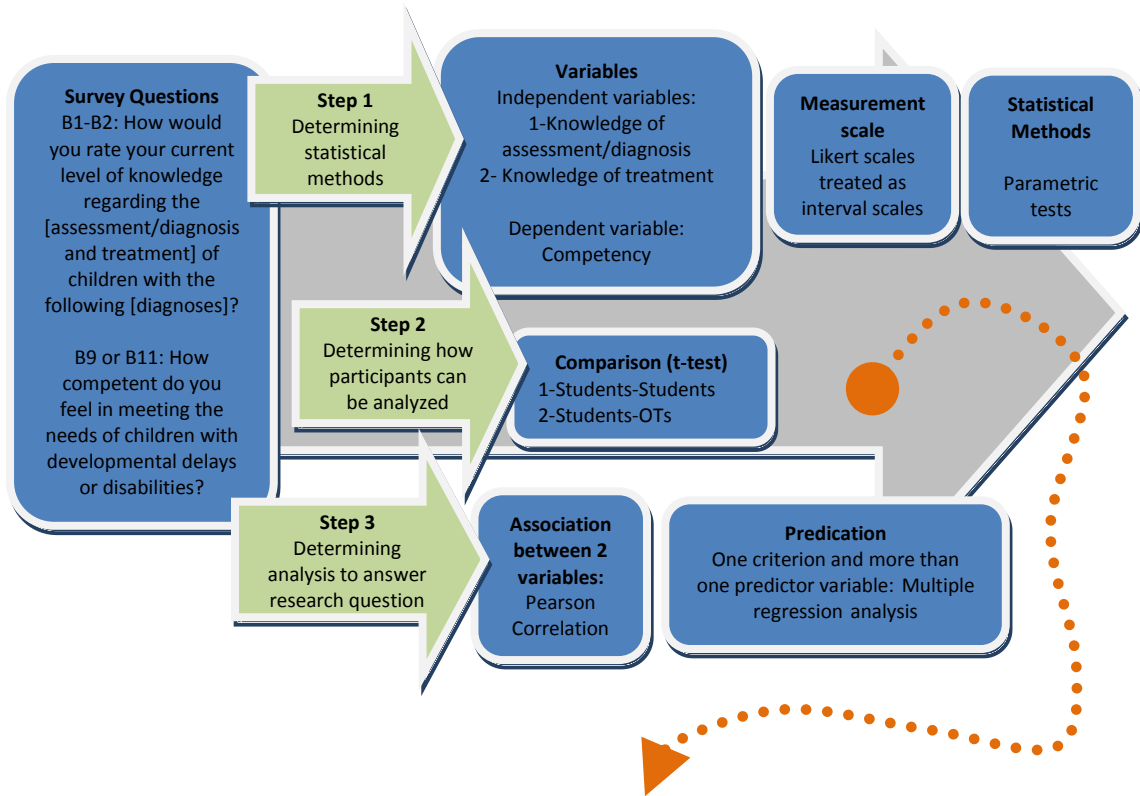 Survey Questions
B1-B2: How would
you rate your current
level of knowledge
regarding the
[assessment/diagnosis
and treatment] of
children with the
following [diagnoses]?
B9 or B11: How
competent do you
feel in meeting the
needs of children with
developmental delays
or disabilities?
Step 1
Determining
statistical
methods
Variables
Independent variables:
1-Knowledge of
assessment/diagnosis
2- Knowledge of treatment
Dependent variable:
Competency
Measurement
scale
Likert scales
treated as
interval scales
Statistical
Methods
Parametric
tests
Step 2
Determining how
participants can
be analyzed
Comparison (t-test)
1-Students-Students
2-Students-OTs
Step 3
Determining
analysis to answer
research question
Association
between 2
variables:
Pearson
Correlation
Predication
One criterion and more than
one predictor variable: Multiple
regression analysis